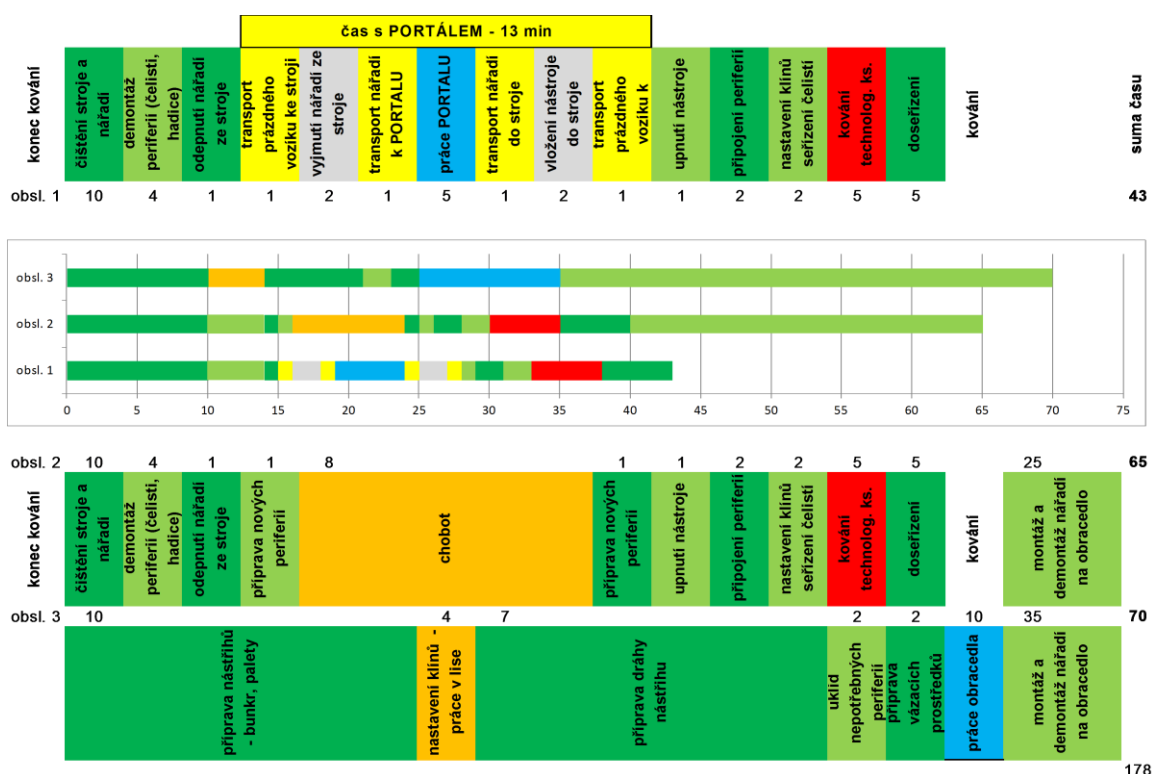 čas s PORTÁLEM - 13 min
konec kování
čištění stroje a
nářadí
demontáž
periferií (čelisti,
hadice)
odepnutí nářadí
ze stroje
transport
prázdného
voziku ke stroji
vyjmutí nářadí ze
stroje
transport nářadí
k PORTALU
práce PORTALU
transport nářadí
do stroje
vložení nástroje
do stroje
transport
prázdného
voziku k
upnutí nástroje
připojení periferií
nastavení klínů
seřízení čelistí
kování
technolog. ks.
doseřízení
kování
suma času
obsl. 1 10 4 1 1 2 1 5 1 2 1 1 2 2 5 5 43
obsl. 3
obsl. 2
obsl. 1
0 5 10 15 20 25 30 35 40 45 50 55 60 65 70 75
obsl. 2 10 4 1 1 8 1 1 2 2 5 5 25 65
konec kování
čištění stroje a
nářadí
demontáž
periferií (čelisti,
hadice)
odepnutí nářadí
ze stroje
příprava nových
periferií
chobot
příprava nových
periferií
upnutí nástroje
připojení periferií
nastavení klínů
seřízení čelistí
kování
technolog. ks.
doseřízení
kování
montáž a
demontáž nářadí
na obracedlo
obsl. 3 10 4 7 2 2 10 35 70
příprava nástřihů
- bunkr, palety
nastavení klínů -
práce v lise
příprava dráhy
nástřihu
uklid
nepotřebných
periferií
příprava
vázacich
prostředků
práce obracedla
montáž a
demontáž nářadí
na obracedlo
178